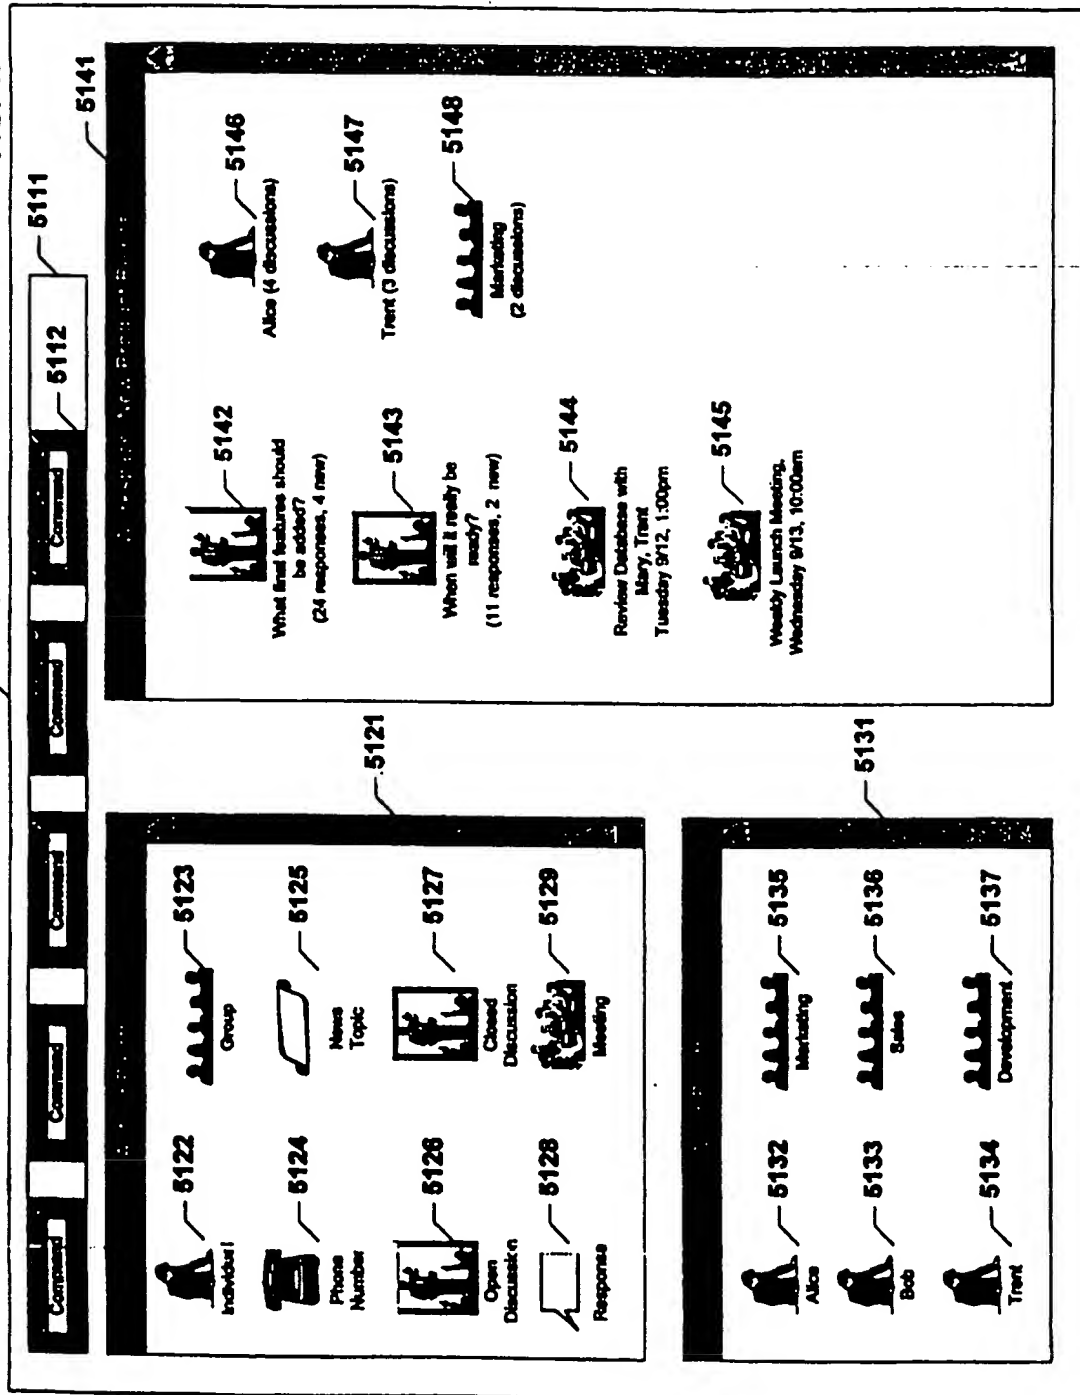 5111
Command
Command
Command
Command
Command
5112
5121
5122
Individual
5123
Group
5124
Phone
Number
5125
News
Topic
5126
Open
Discussion
5127
Closed
Discussion
5128
Response
5129
Meeting
5131
5132
Alice
5133
Bob
5134
Trent
5135
Marketing
5136
Sales
5137
Development
5141
5142
What final features should
be added?
(24 responses, 4 new)
5143
When will it really be
ready?
(11 responses, 2 new)
5144
Review Database with
Mary, Trent
Tuesday 9/12, 1:00pm
5145
Weekly Launch Meeting,
Wednesday 9/13, 10:00am
5146
Alice (4 discussions)
5147
Trent (3 discussions)
5148
Marketing
(2 discussions)